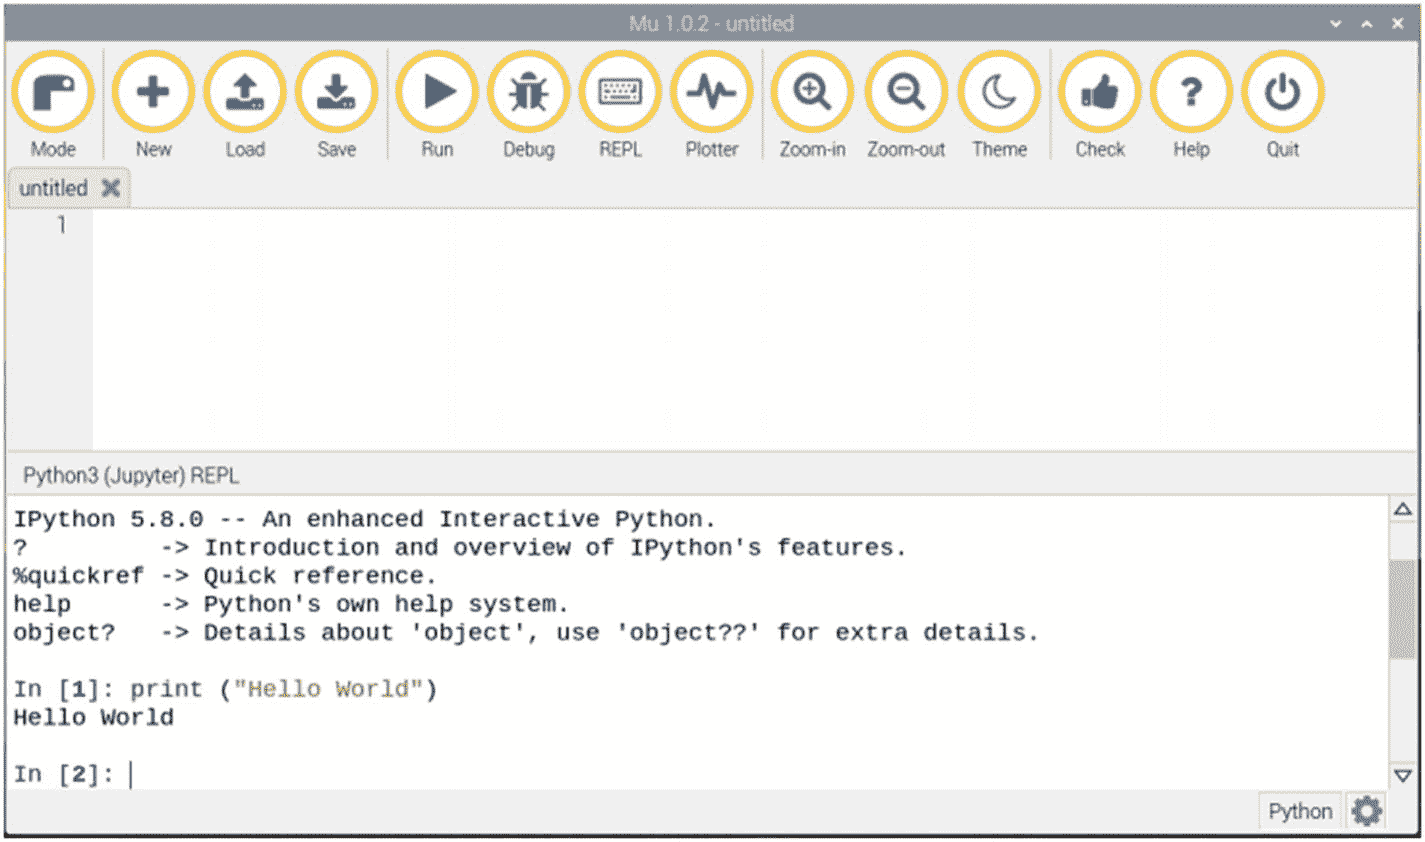 Mu 1.0.2 - untitled
Mode New Load Save Run Debug REPL Plotter Zoom-in Zoom-out Theme Check Help Quit
untitled
1
Python3 (Jupyter) REPL
IPython 5.8.0 -- An enhanced Interactive Python.
?         -> Introduction and overview of IPython's features.
%quickref -> Quick reference.
help      -> Python's own help system.
object?   -> Details about 'object', use 'object??' for extra details.
In [1]: print ("Hello World")
Hello World
In [2]:
Python